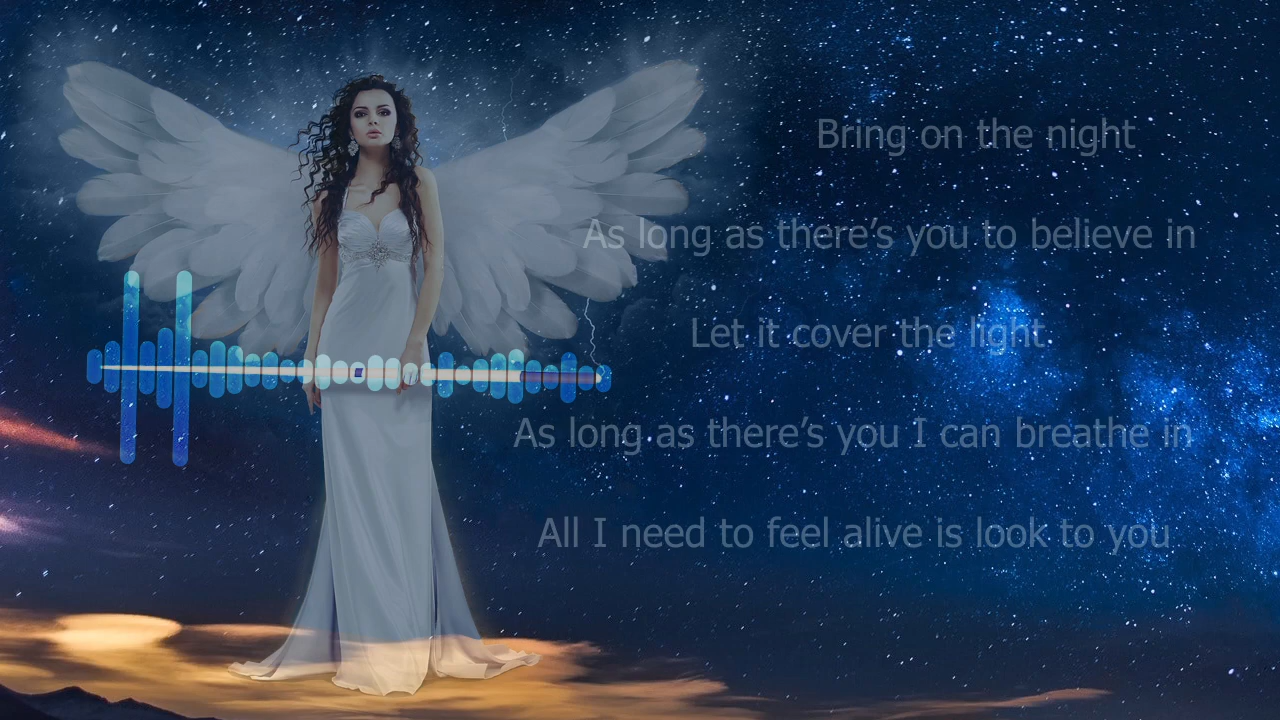 Bring on the night
As long as there’s you to believe in
Let it cover the light
As long as there’s you I can breathe in
All I need to feel alive is look to you